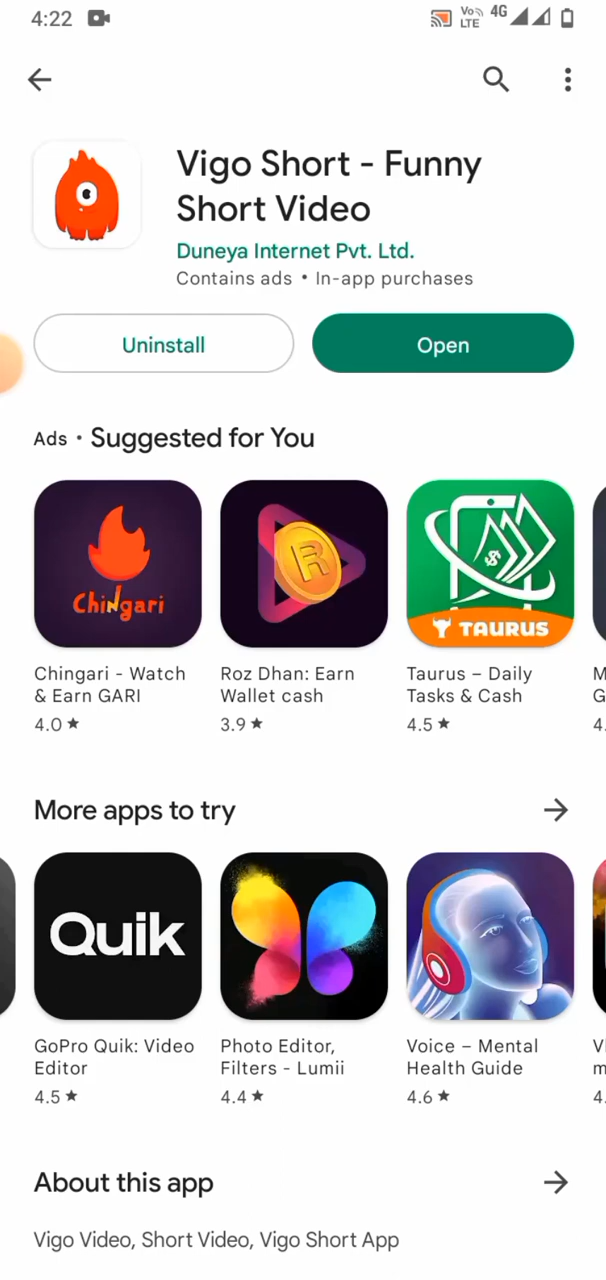 4:22
Vo
LTE
4G
Vigo Short - Funny
Short Video
Duneya Internet Pvt. Ltd.
Contains ads • In-app purchases
Uninstall
Open
Ads • Suggested for You
Chingari
R
$
TAURUS
Chingari - Watch
& Earn GARI
4.0 ★
Roz Dhan: Earn
Wallet cash
3.9 ★
Taurus – Daily
Tasks & Cash
4.5 ★
M
G
4.
More apps to try
Quik
GoPro Quik: Video
Editor
4.5 ★
Photo Editor,
Filters - Lumii
4.4 ★
Voice – Mental
Health Guide
4.6 ★
m
4.
About this app
Vigo Video, Short Video, Vigo Short App